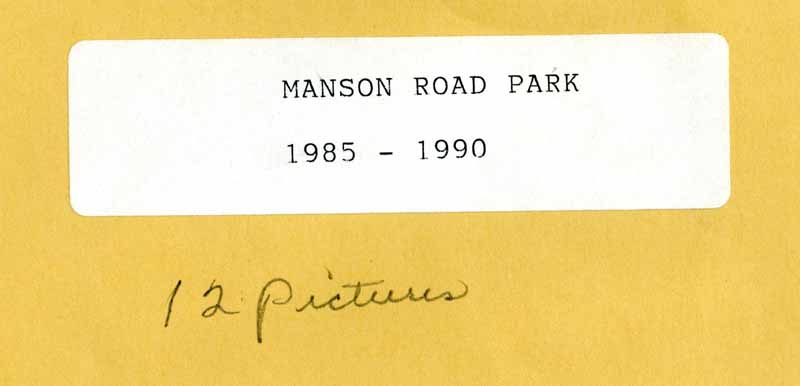 MANSON ROAD PARK
1985 - 1990
12 Pictures